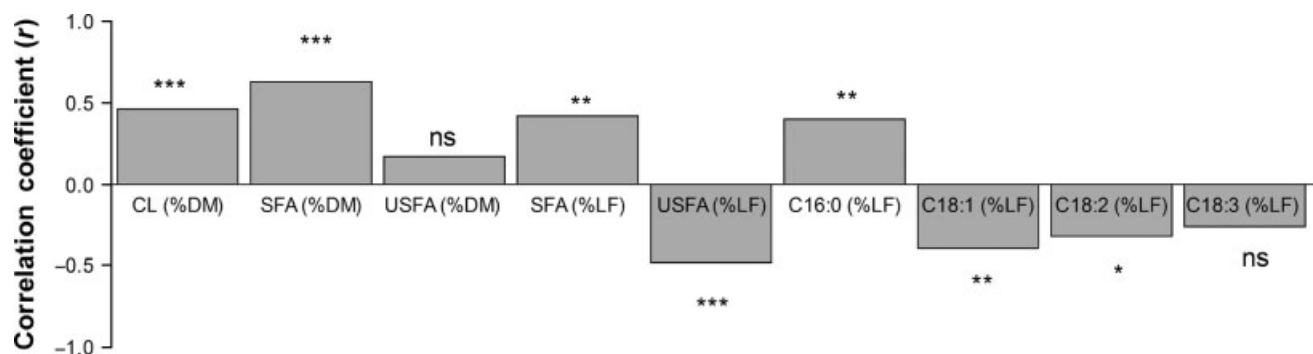 Correlation coefficient (r)
1.0
0.5
0.0
–0.5
–1.0
***
***
ns
**
**
CL (%DM)
SFA (%DM)
USFA (%DM)
SFA (%LF)
USFA (%LF)
C16:0 (%LF)
C18:1 (%LF)
C18:2 (%LF)
C18:3 (%LF)
***
**
*
ns